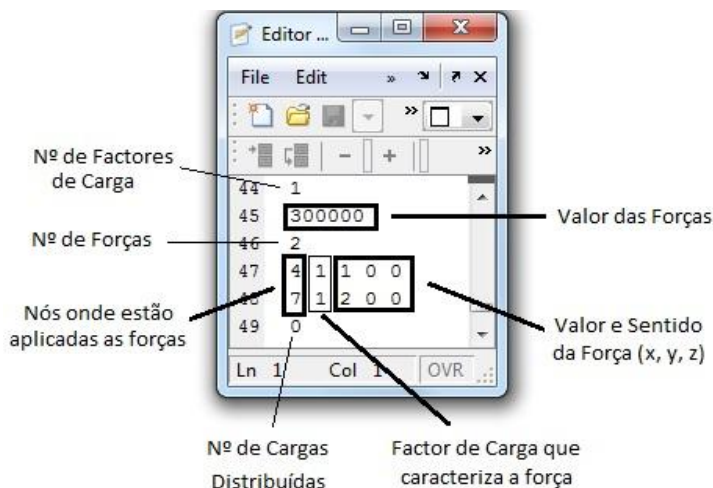 Editor ...
File Edit » 
»
»
Nº de Factores
de Carga
44 1
45 300000
Valor das Forças
Nº de Forças
46 2
47 4 1 1 0 0
48 7 1 2 0 0
Nós onde estão
aplicadas as forças
Valor e Sentido
da Força (x, y, z)
49 0
Ln 1 Col 1 OVR
Nº de Cargas
Distribuídas
Factor de Carga que
caracteriza a força